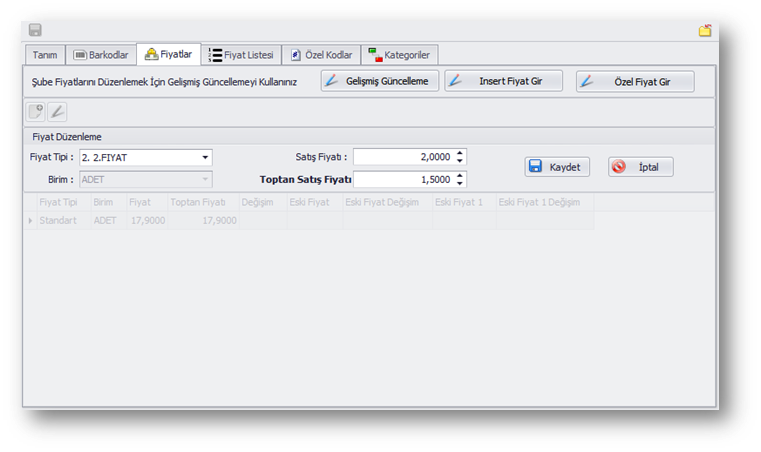 Tanım Barkodlar Fiyatlar Fiyat Listesi Özel Kodlar Kategoriler
Şube Fiyatlarını Düzenlemek İçin Gelişmiş Güncellemeyi Kullanınız Gelişmiş Güncelleme Insert Fiyat Gir Özel Fiyat Gir
Fiyat Düzenleme
Fiyat Tipi : 2. 2.FIYAT Satış Fiyatı : 2,0000 Kaydet İptal
Birim : ADET Toptan Satış Fiyatı 1,5000
Fiyat Tipi Birim Fiyat Toptan Fiyatı Değişim Eski Fiyat Eski Fiyat Değişim Eski Fiyat 1 Eski Fiyat 1 Değişim
Standart ADET 17,9000 17,9000